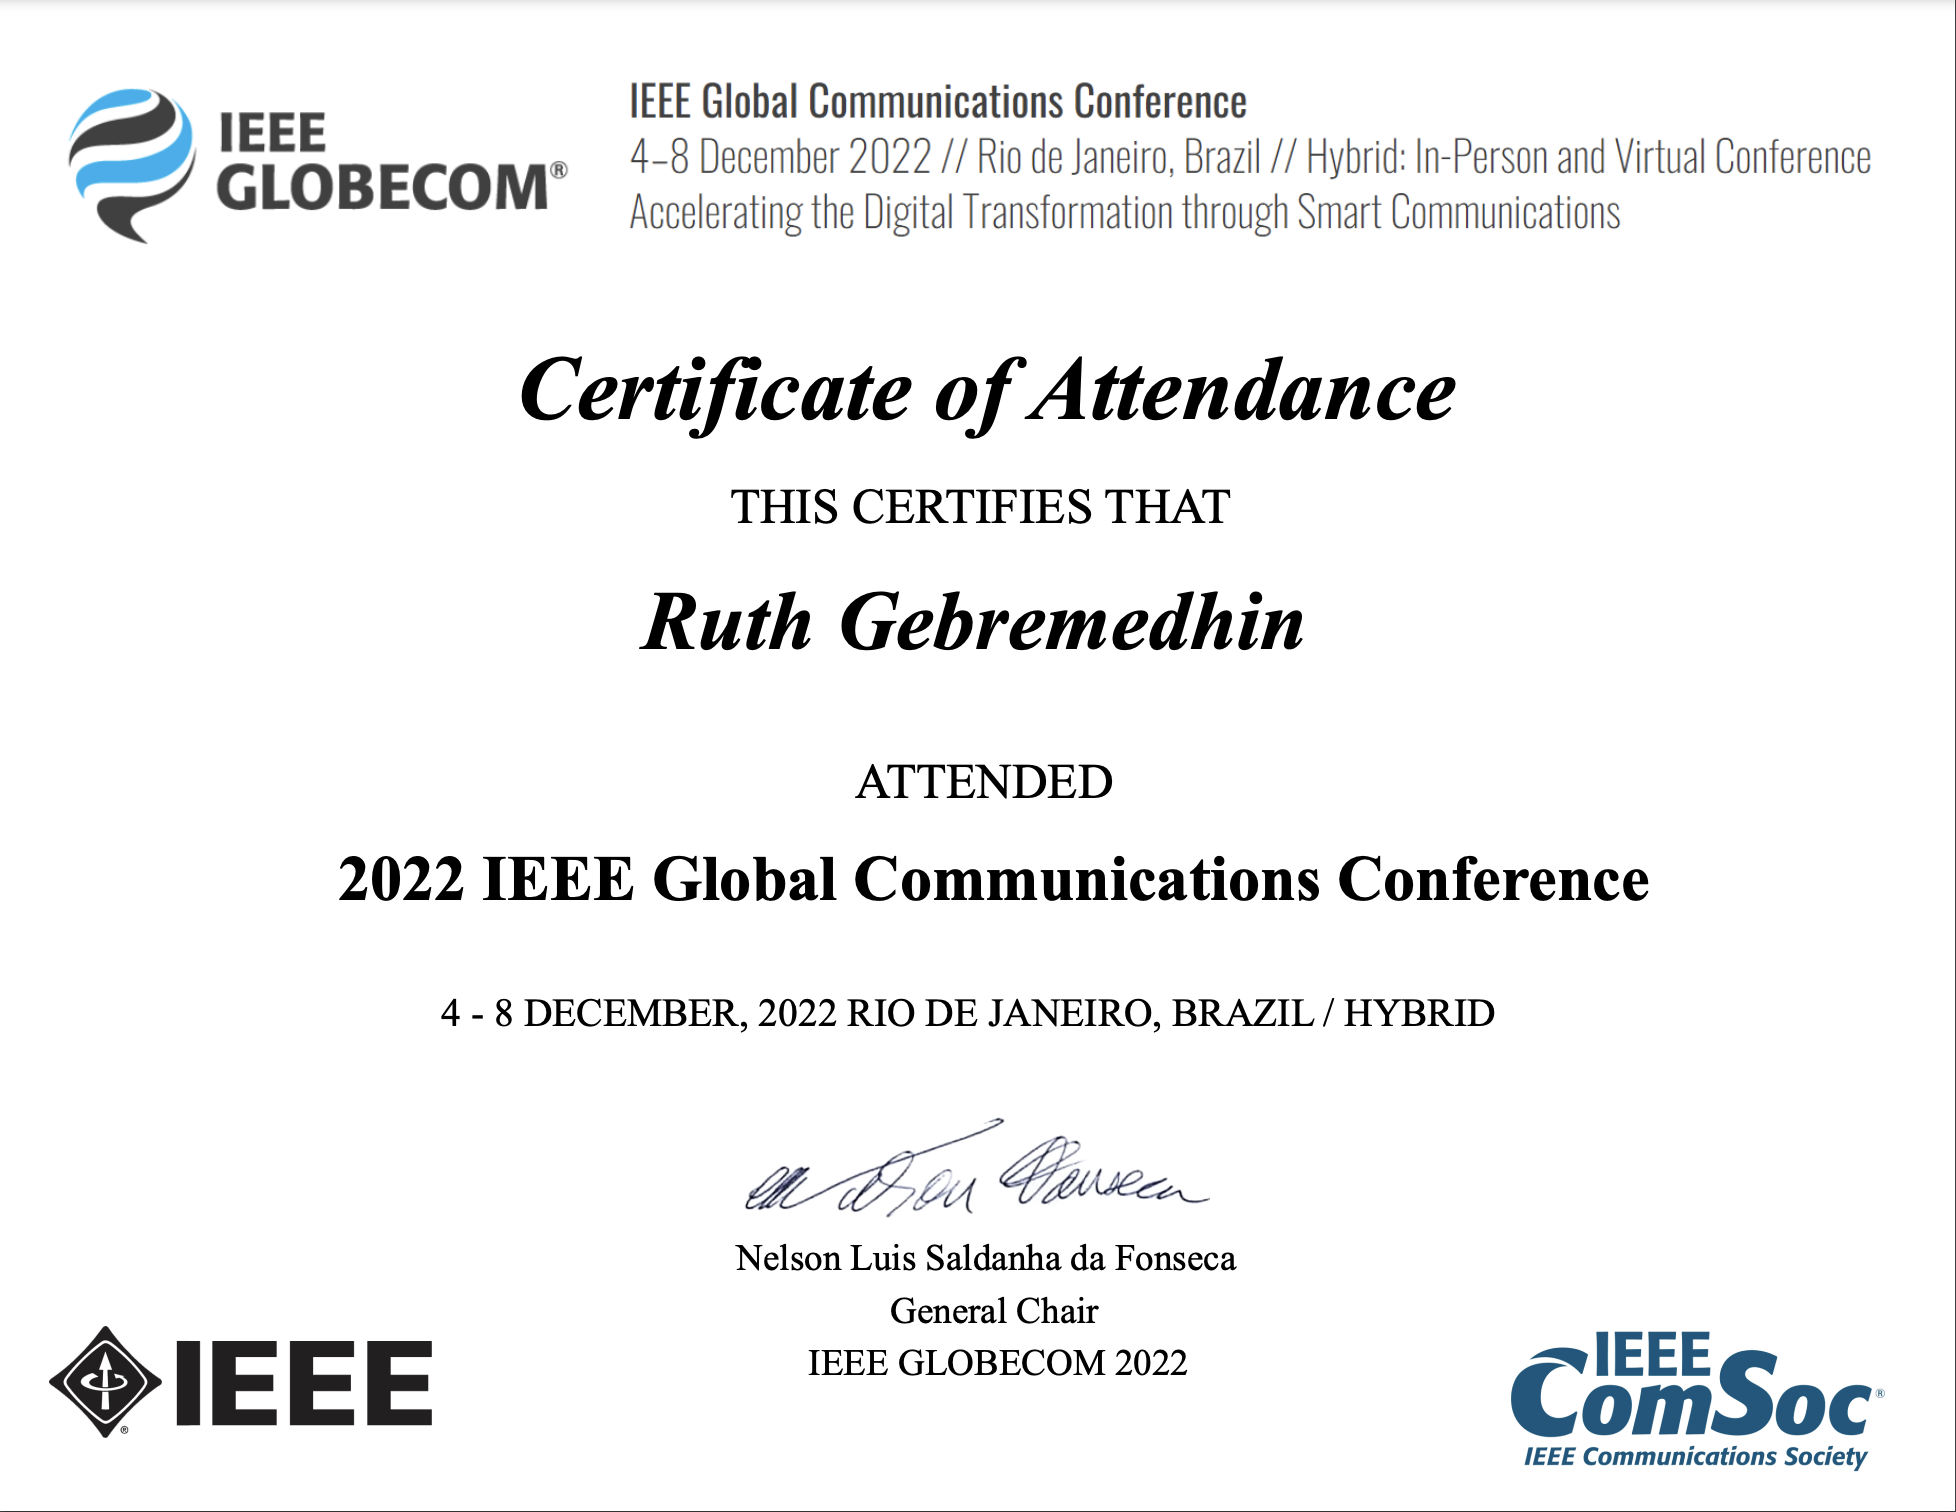 IEEE
GLOBECOM®
IEEE Global Communications Conference
4–8 December 2022 // Rio de Janeiro, Brazil // Hybrid: In-Person and Virtual Conference
Accelerating the Digital Transformation through Smart Communications
Certificate of Attendance
THIS CERTIFIES THAT
Ruth Gebremedhin
ATTENDED
2022 IEEE Global Communications Conference
4 - 8 DECEMBER, 2022 RIO DE JANEIRO, BRAZIL / HYBRID
Nelson Luis Saldanha da Fonseca
General Chair
IEEE GLOBECOM 2022
IEEE
®
IEEE
ComSoc®
IEEE Communications Society